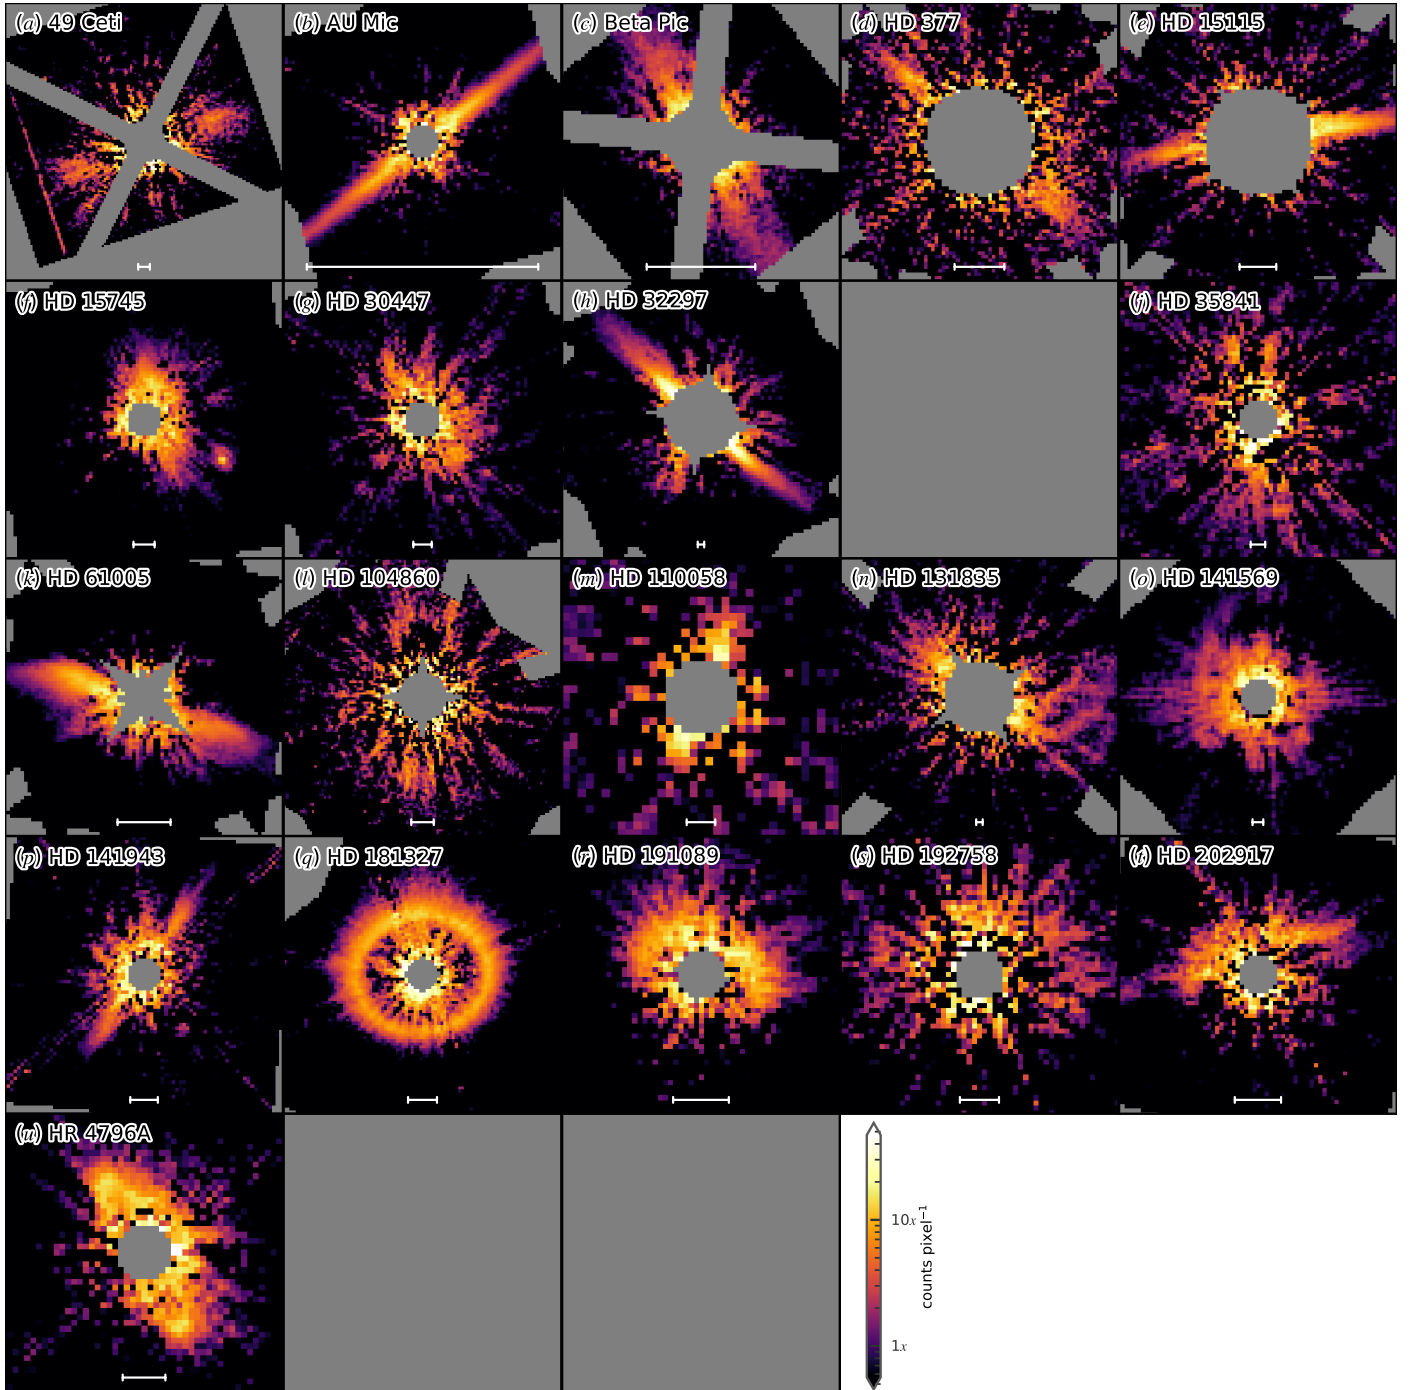 (a) 49 Ceti
(b) AU Mic
(c) Beta Pic
(d) HD 377
(e) HD 15115
(f) HD 15745
(g) HD 30447
(h) HD 32297
(j) HD 35841
(k) HD 61005
(l) HD 104860
(m) HD 110058
(n) HD 131835
(o) HD 141569
(p) HD 141943
(q) HD 181327
(r) HD 191089
(s) HD 192758
(t) HD 202917
(u) HR 4796A
10x
1x
counts pixel⁻¹